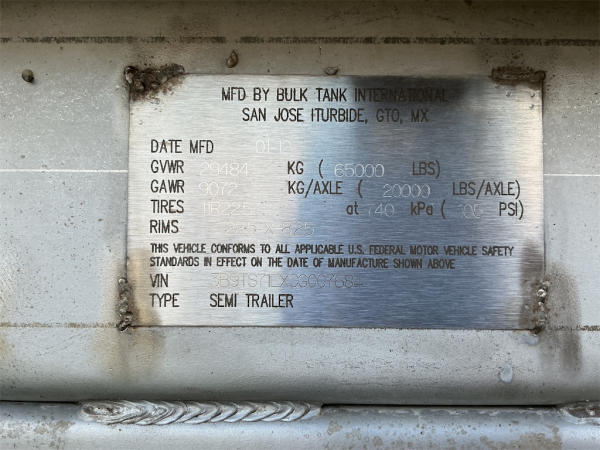 MFD BY BULK TANK INTERNATIONAL
SAN JOSE ITURBIDE, GTO, MX
DATE MFD
GVWR 29484 KG ( 65000 LBS)
GAWR 9072 KG/AXLE ( 20000 LBS/AXLE)
TIRES at kPa ( PSI)
RIMS
THIS VEHICLE CONFORMS TO ALL APPLICABLE U.S. FEDERAL MOTOR VEHICLE SAFETY
STANDARDS IN EFFECT ON THE DATE OF MANUFACTURE SHOWN ABOVE
VIN
TYPE SEMI TRAILER